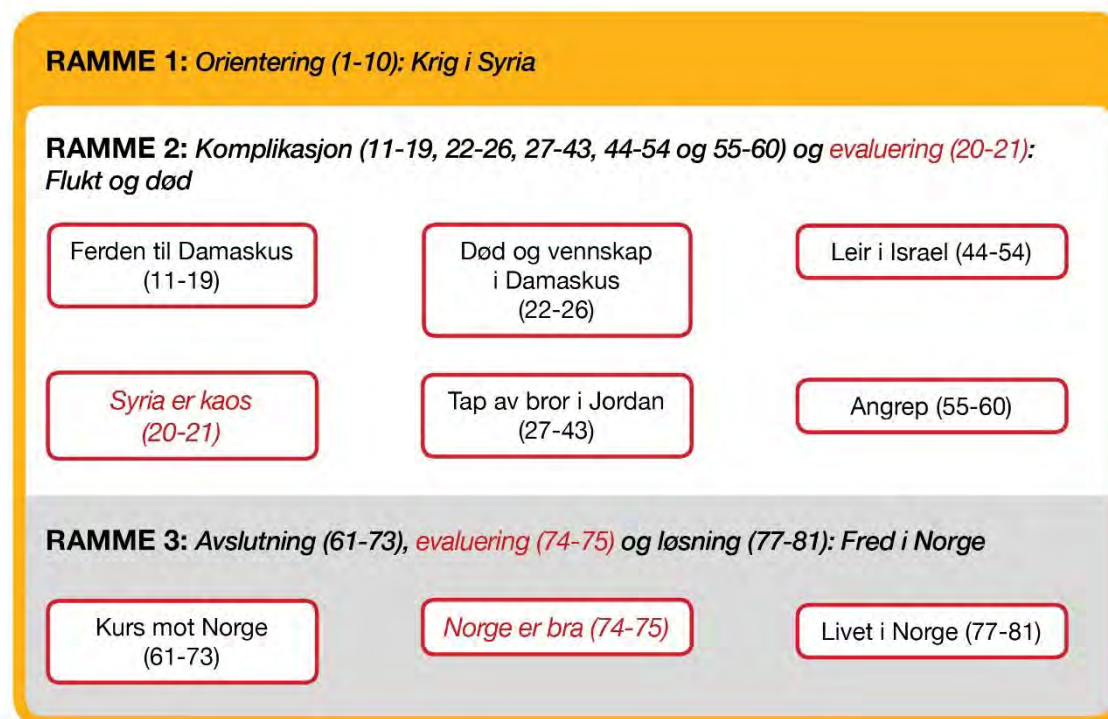 RAMME 1: Orientering (1-10): Krig i Syria
RAMME 2: Komplikasjon (11-19, 22-26, 27-43, 44-54 og 55-60) og evaluering (20-21):
Flukt og død
Ferden til Damaskus
(11-19)
Død og vennskap
i Damaskus
(22-26)
Leir i Israel (44-54)
Syria er kaos
(20-21)
Tap av bror i Jordan
(27-43)
Angrep (55-60)
RAMME 3: Avslutning (61-73), evaluering (74-75) og løsning (77-81): Fred i Norge
Kurs mot Norge
(61-73)
Norge er bra (74-75)
Livet i Norge (77-81)